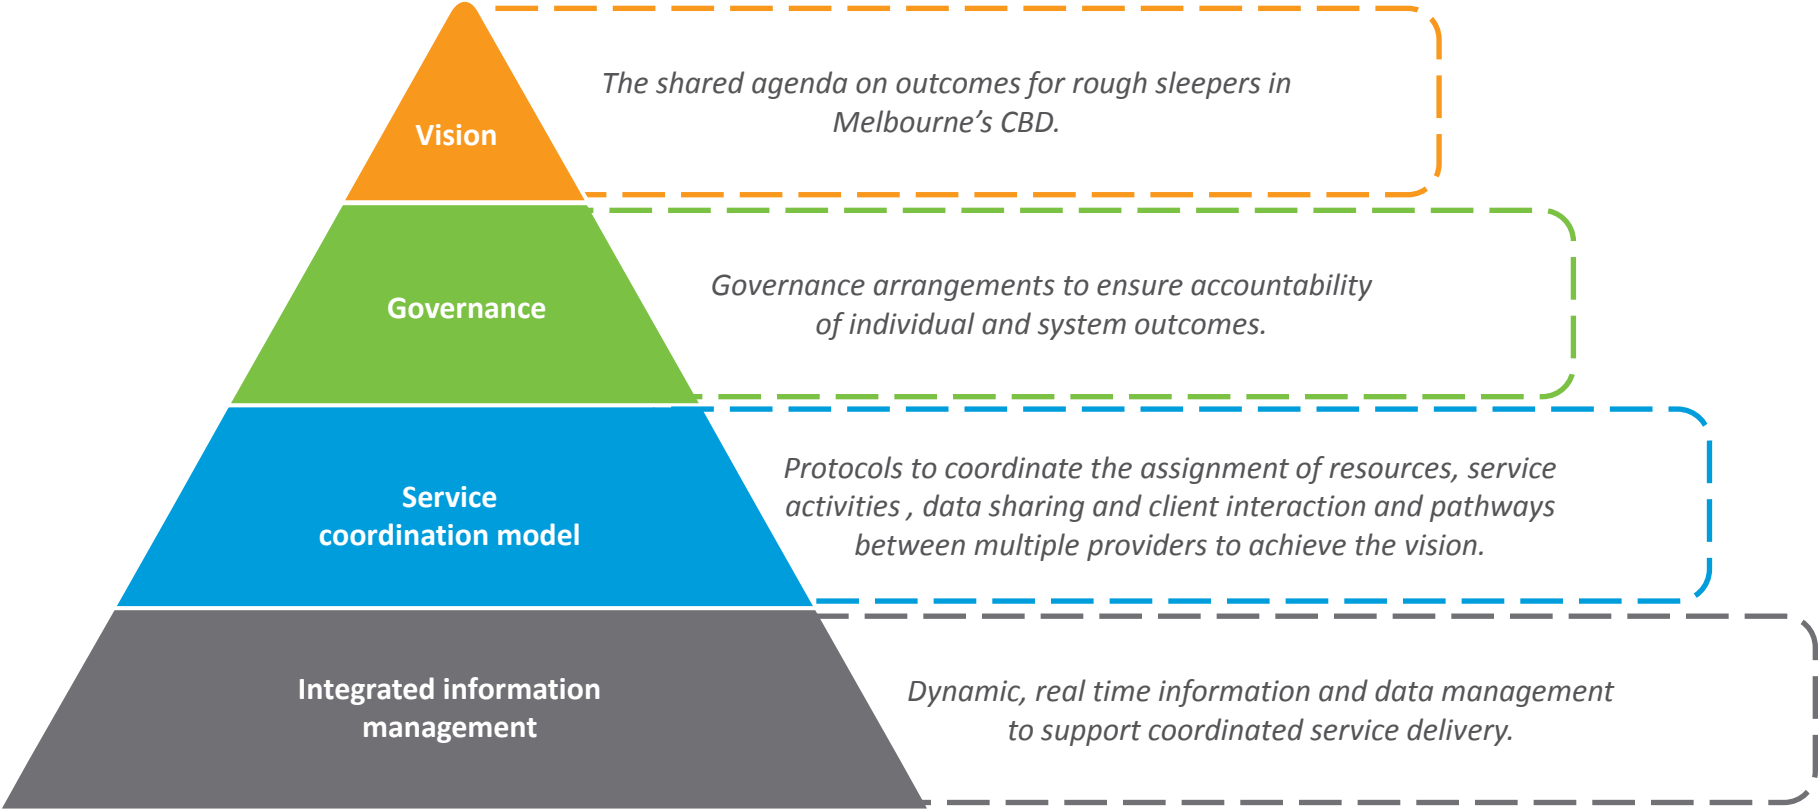 Vision
The shared agenda on outcomes for rough sleepers in
Melbourne’s CBD.
Governance
Governance arrangements to ensure accountability
of individual and system outcomes.
Service
coordination model
Protocols to coordinate the assignment of resources, service
activities , data sharing and client interaction and pathways
between multiple providers to achieve the vision.
Integrated information
management
Dynamic, real time information and data management
to support coordinated service delivery.